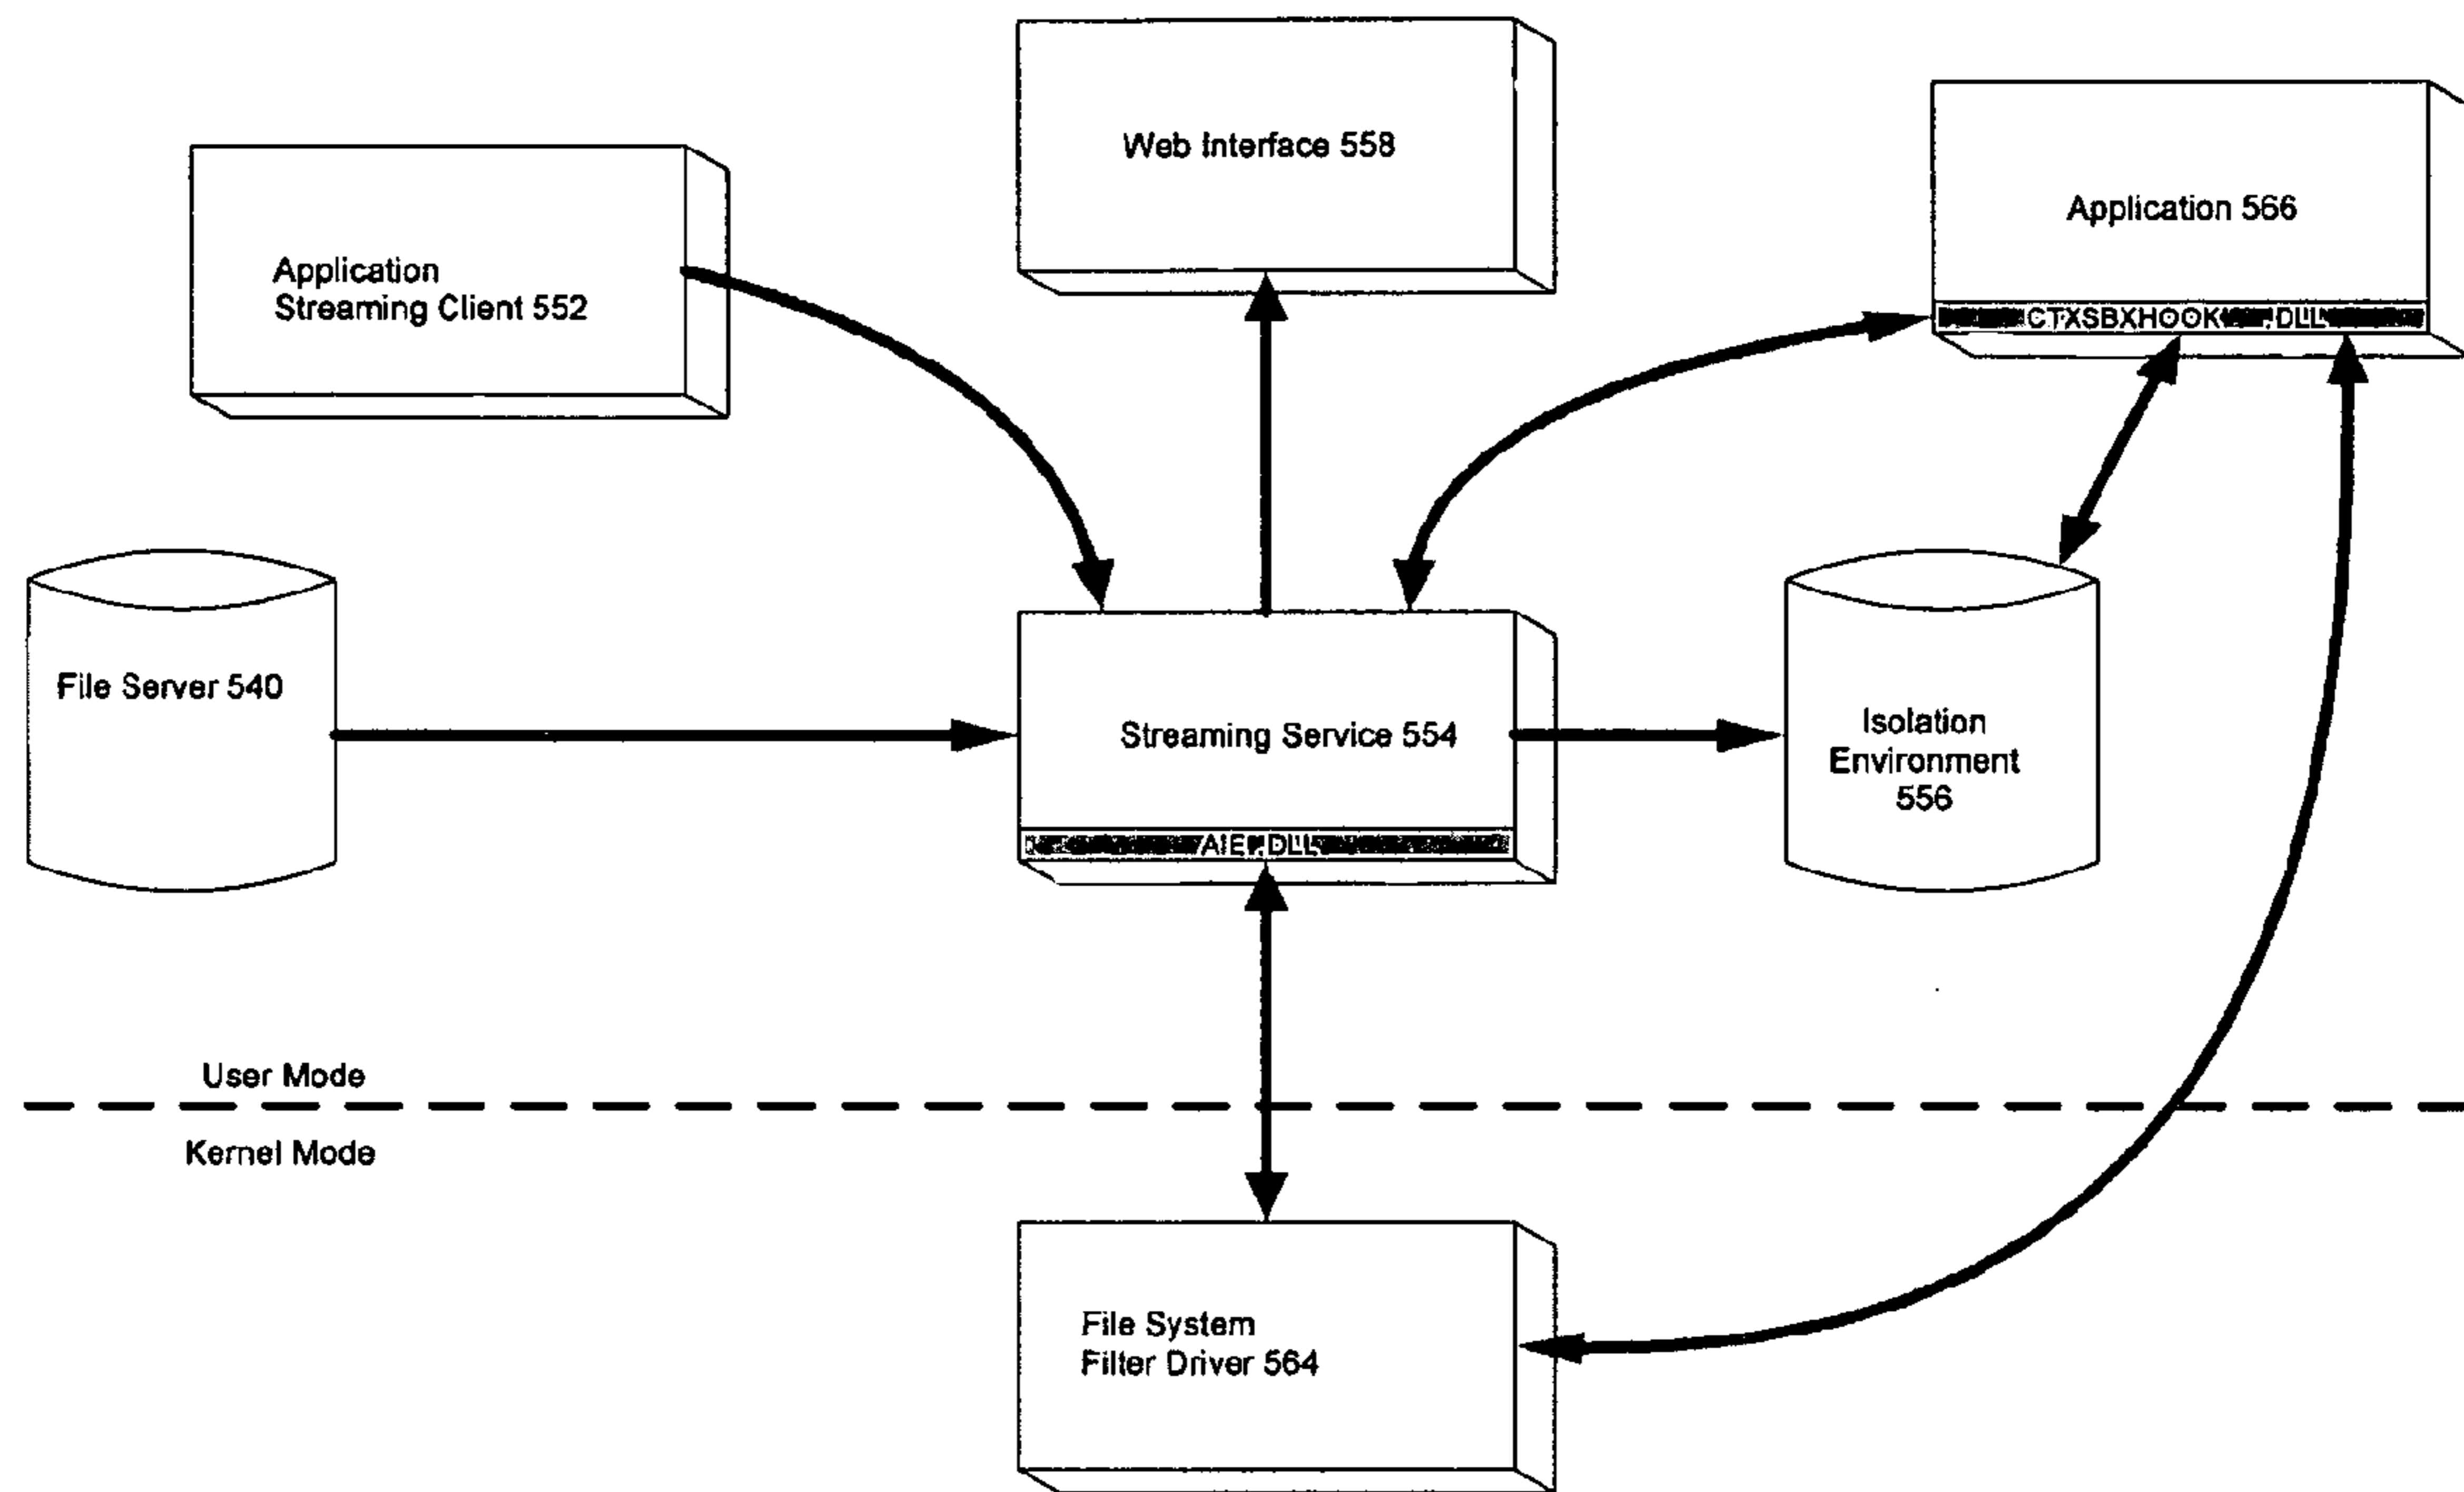 Web Interface 558
Application 566
CTXSBXHOOK .DLL
Application
Streaming Client 552
File Server 540
Streaming Service 554
AIE .DLL
Isolation
Environment
556
User Mode
Kernel Mode
File System
Filter Driver 564